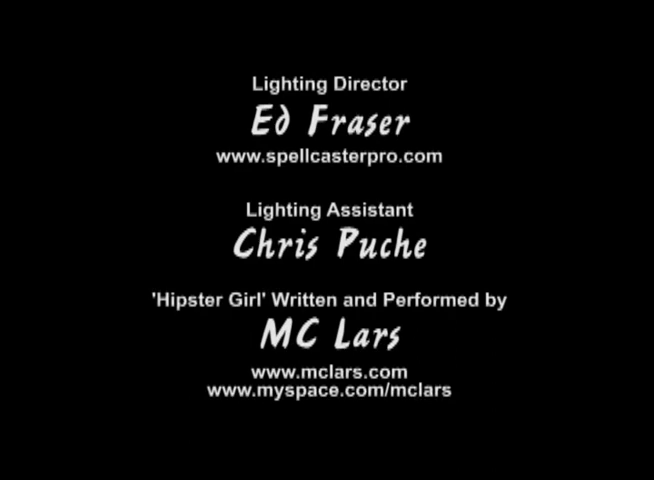 Lighting Director
Ed Fraser
www.spellcasterpro.com
Lighting Assistant
Chris Puche
'Hipster Girl' Written and Performed by
MC Lars
www.mclars.com
www.myspace.com/mclars